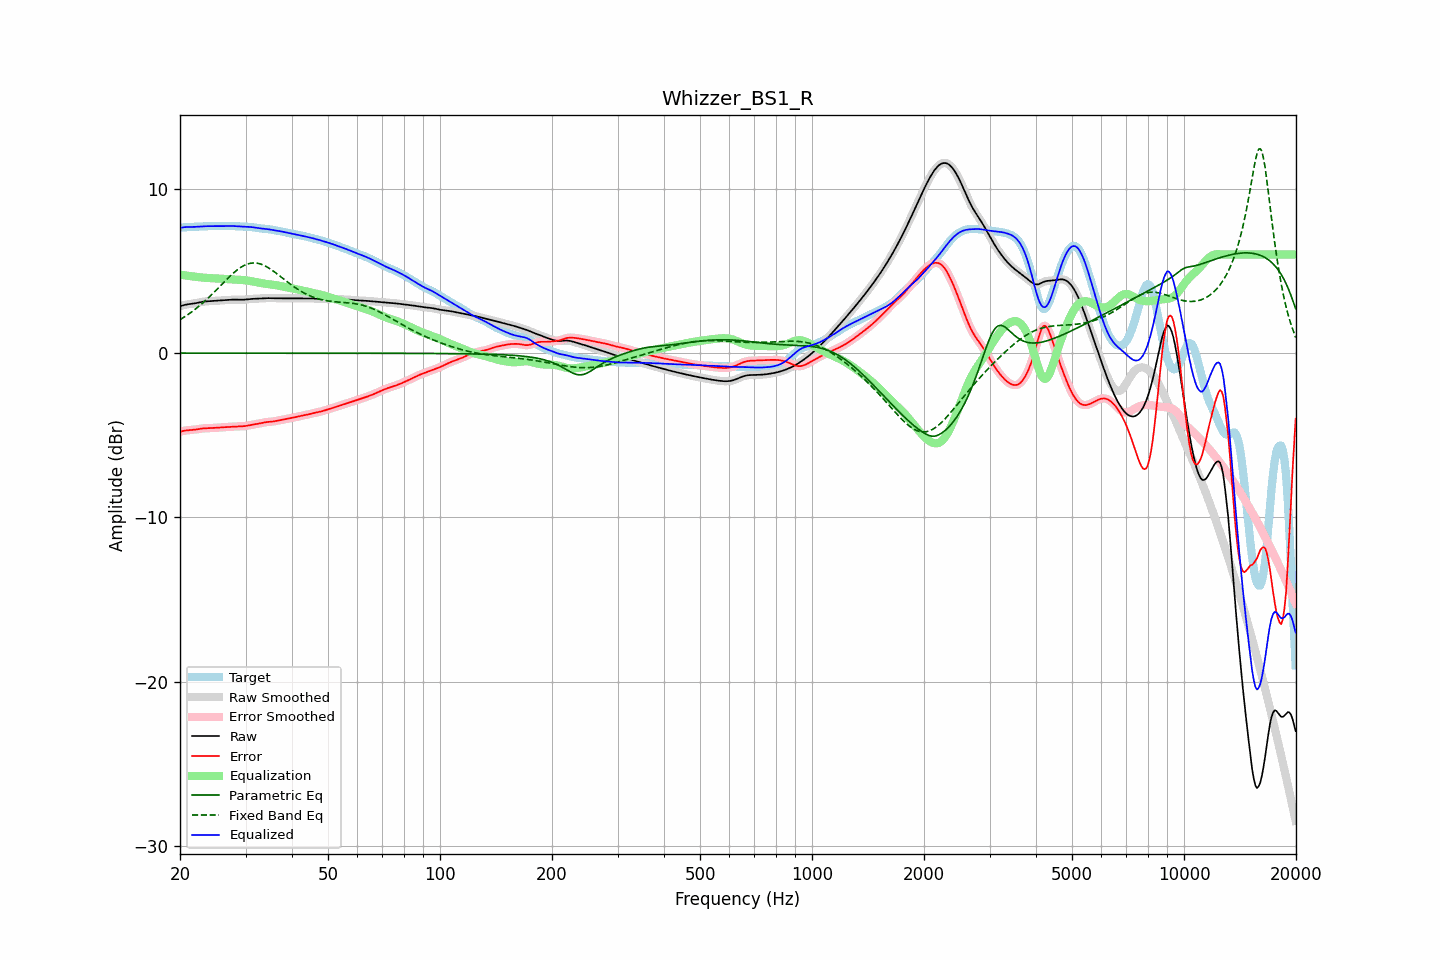 Whizzer_BS1_R
Amplitude (dBr)
10
0
−10
−20
−30
Target
Raw Smoothed
Error Smoothed
Raw
Error
Equalization
Parametric Eq
Fixed Band Eq
Equalized
20 50 100 200 500 1000 2000 5000 10000 20000
Frequency (Hz)